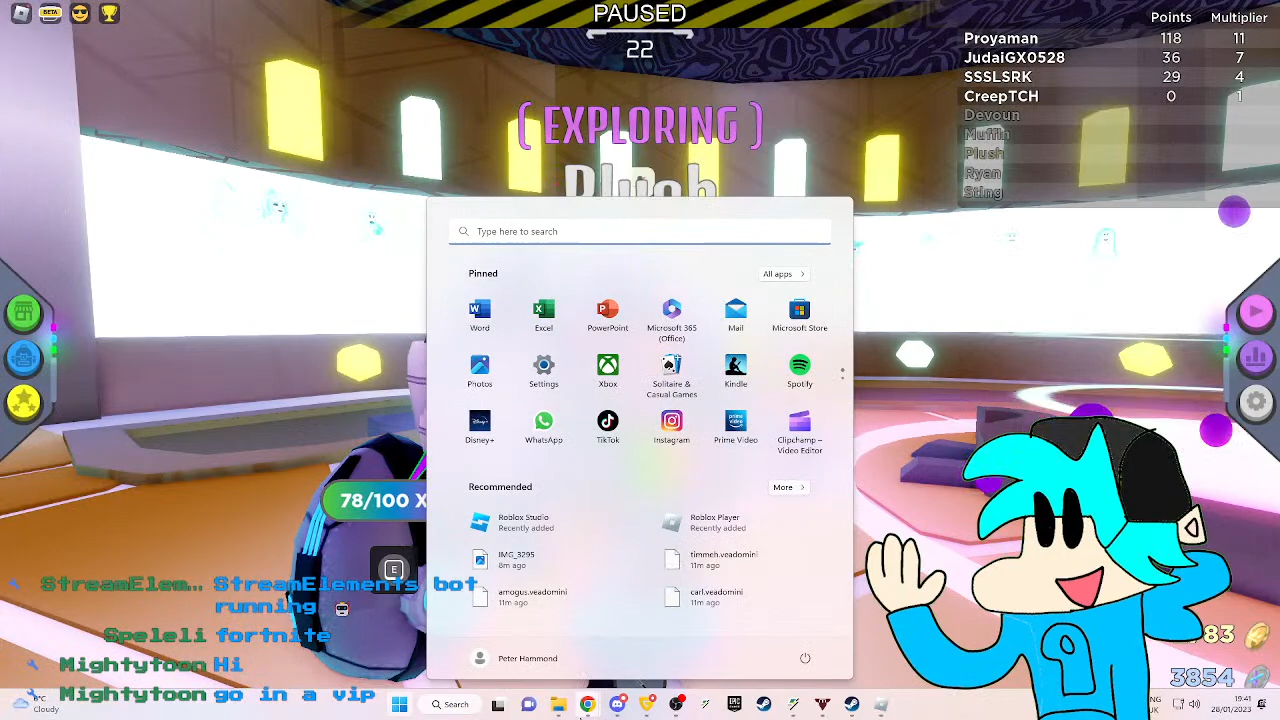 BETA
PAUSED
22
Points Multiplier
Proyaman 118 11
JudaiGX0528 36 7
SSSLSRK 29 4
CreepTCH 0 1
Devoun
Muffin
Plush
Ryan
Sting
( EXPLORING )
Plush
Type here to search
Pinned
All apps
Word
Excel
PowerPoint
Microsoft 365
(Office)
Mail
Microsoft Store
Photos
Settings
Xbox
Solitaire &
Casual Games
Kindle
Spotify
Disney+
WhatsApp
TikTok
Instagram
Prime Video
Clipchamp –
Video Editor
Recommended
More
Roblox Studio
Recently added
Roblox Player
Recently added
IMG_3295
8m ago
timmeh.veadomini
11m ago
amogus.veadomini
11m ago
carl.veadomini
11m ago
Peter Hammond
78/100 X
E
StreamElem.. StreamElements bot
running
Speleli fortnite
Mightytoon Hi
Mightytoon go in a vip
83
3854
Cloudy
Search
UK
19:41
28/01/2023